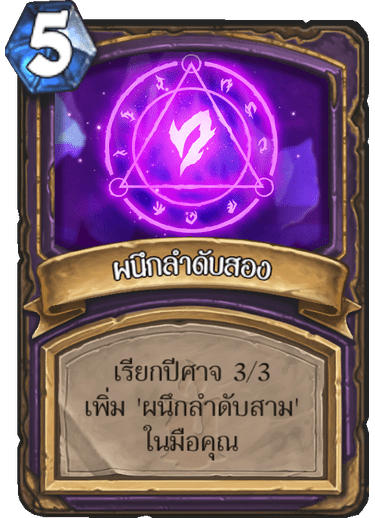 5
ผนึกลำดับสอง
เรียกปีศาจ 3/3
เพิ่ม 'ผนึกลำดับสาม'
ในมือคุณ